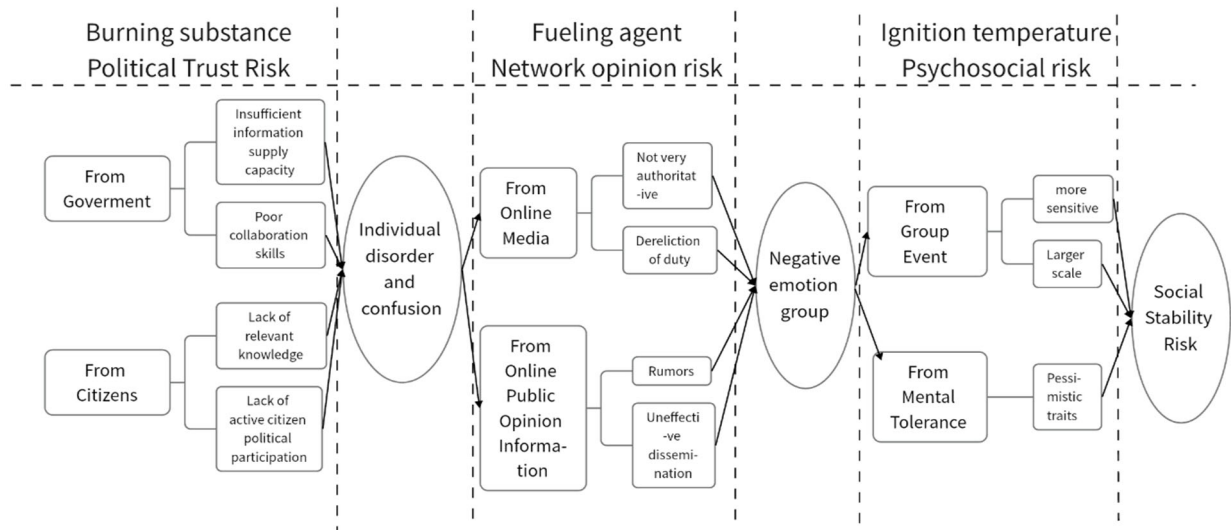 Burning substance
Political Trust Risk
Fueling agent
Network opinion risk
Ignition temperature
Psychosocial risk
From
Goverment
Insufficient
information
supply
capacity
Poor
collaboration
skills
From
Citizens
Lack of
relevant
knowledge
Lack of
active citizen
political
participation
Individual
disorder
and
confusion
From
Online
Media
Not very
authoritat
-ive
Dereliction
of duty
From
Online
Public
Opinion
Informa-
tion
Rumors
Uneffecti
-ve
dissemi-
nation
Negative
emotion
group
From
Group
Event
more
sensitive
Larger
scale
From
Mental
Tolerance
Pessi-
mistic
traits
Social
Stability
Risk